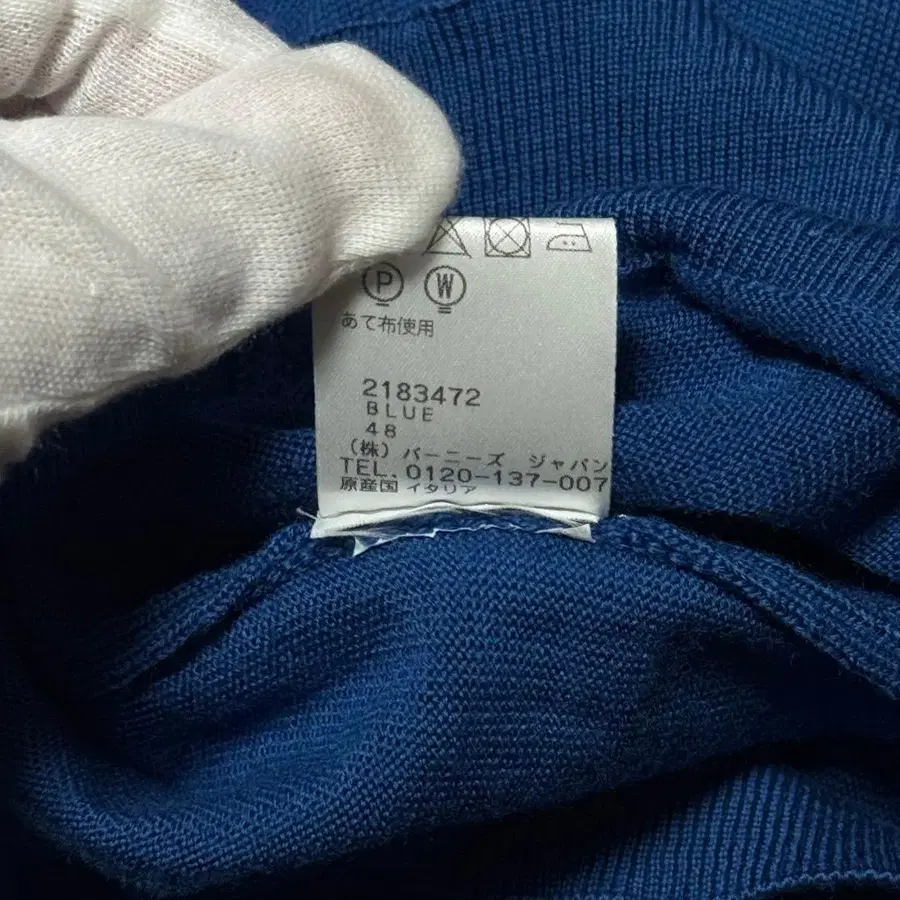 P W
あて布使用
2183472
BLUE
48
(株) バーニーズ ジャパン
TEL. 0120-137-007
原産国 イタリア